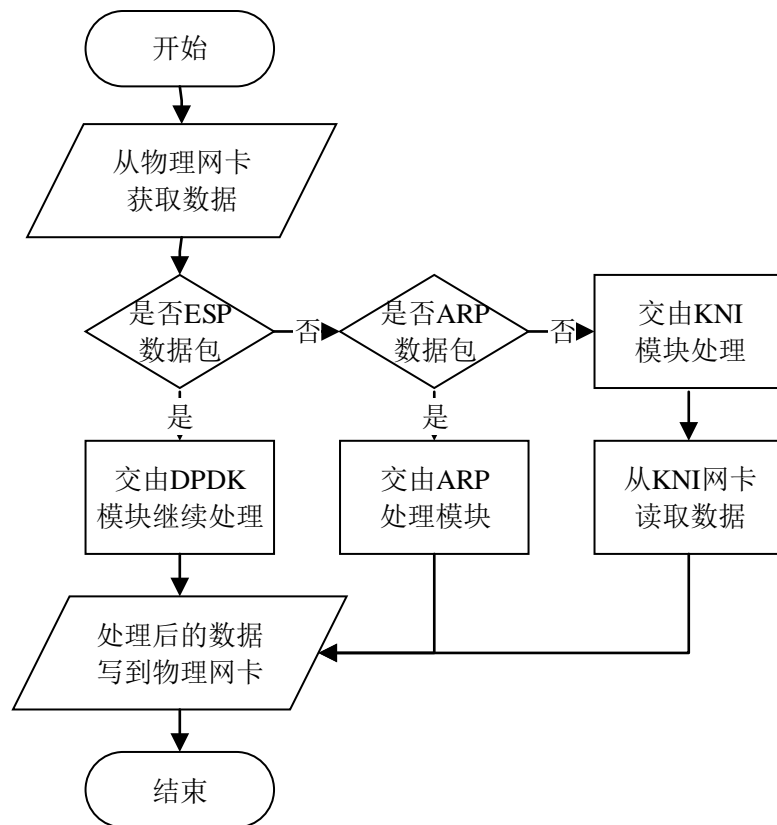 开始
从物理网卡
获取数据
是否ESP
数据包
否
是否ARP
数据包
否
交由KNI
模块处理
是
是
交由DPDK
模块继续处理
交由ARP
处理模块
从KNI网卡
读取数据
处理后的数据
写到物理网卡
结束